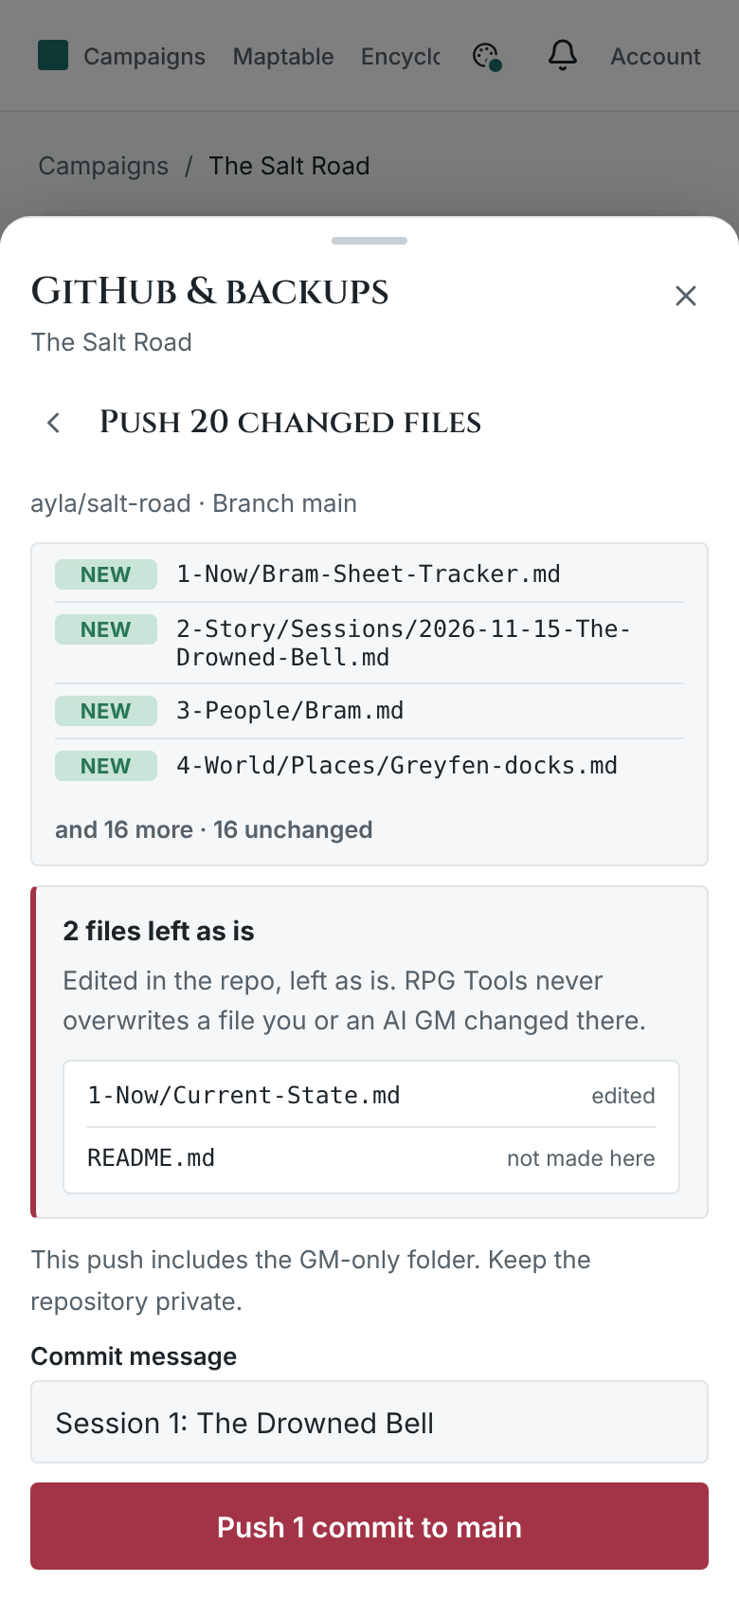 Campaigns Maptable Encyclc Account
Campaigns / The Salt Road
GitHub & backups
The Salt Road
Push 20 changed files
ayla/salt-road · Branch main
NEW 1-Now/Bram-Sheet-Tracker.md
NEW 2-Story/Sessions/2026-11-15-The-
Drowned-Bell.md
NEW 3-People/Bram.md
NEW 4-World/Places/Greyfen-docks.md
and 16 more · 16 unchanged
2 files left as is
Edited in the repo, left as is. RPG Tools never
overwrites a file you or an AI GM changed there.
1-Now/Current-State.md edited
README.md not made here
This push includes the GM-only folder. Keep the
repository private.
Commit message
Session 1: The Drowned Bell
Push 1 commit to main